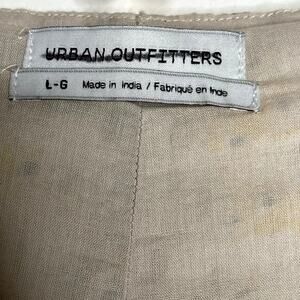 URBAN OUTFITTERS
L-G Made in India / Fabriqué en Inde